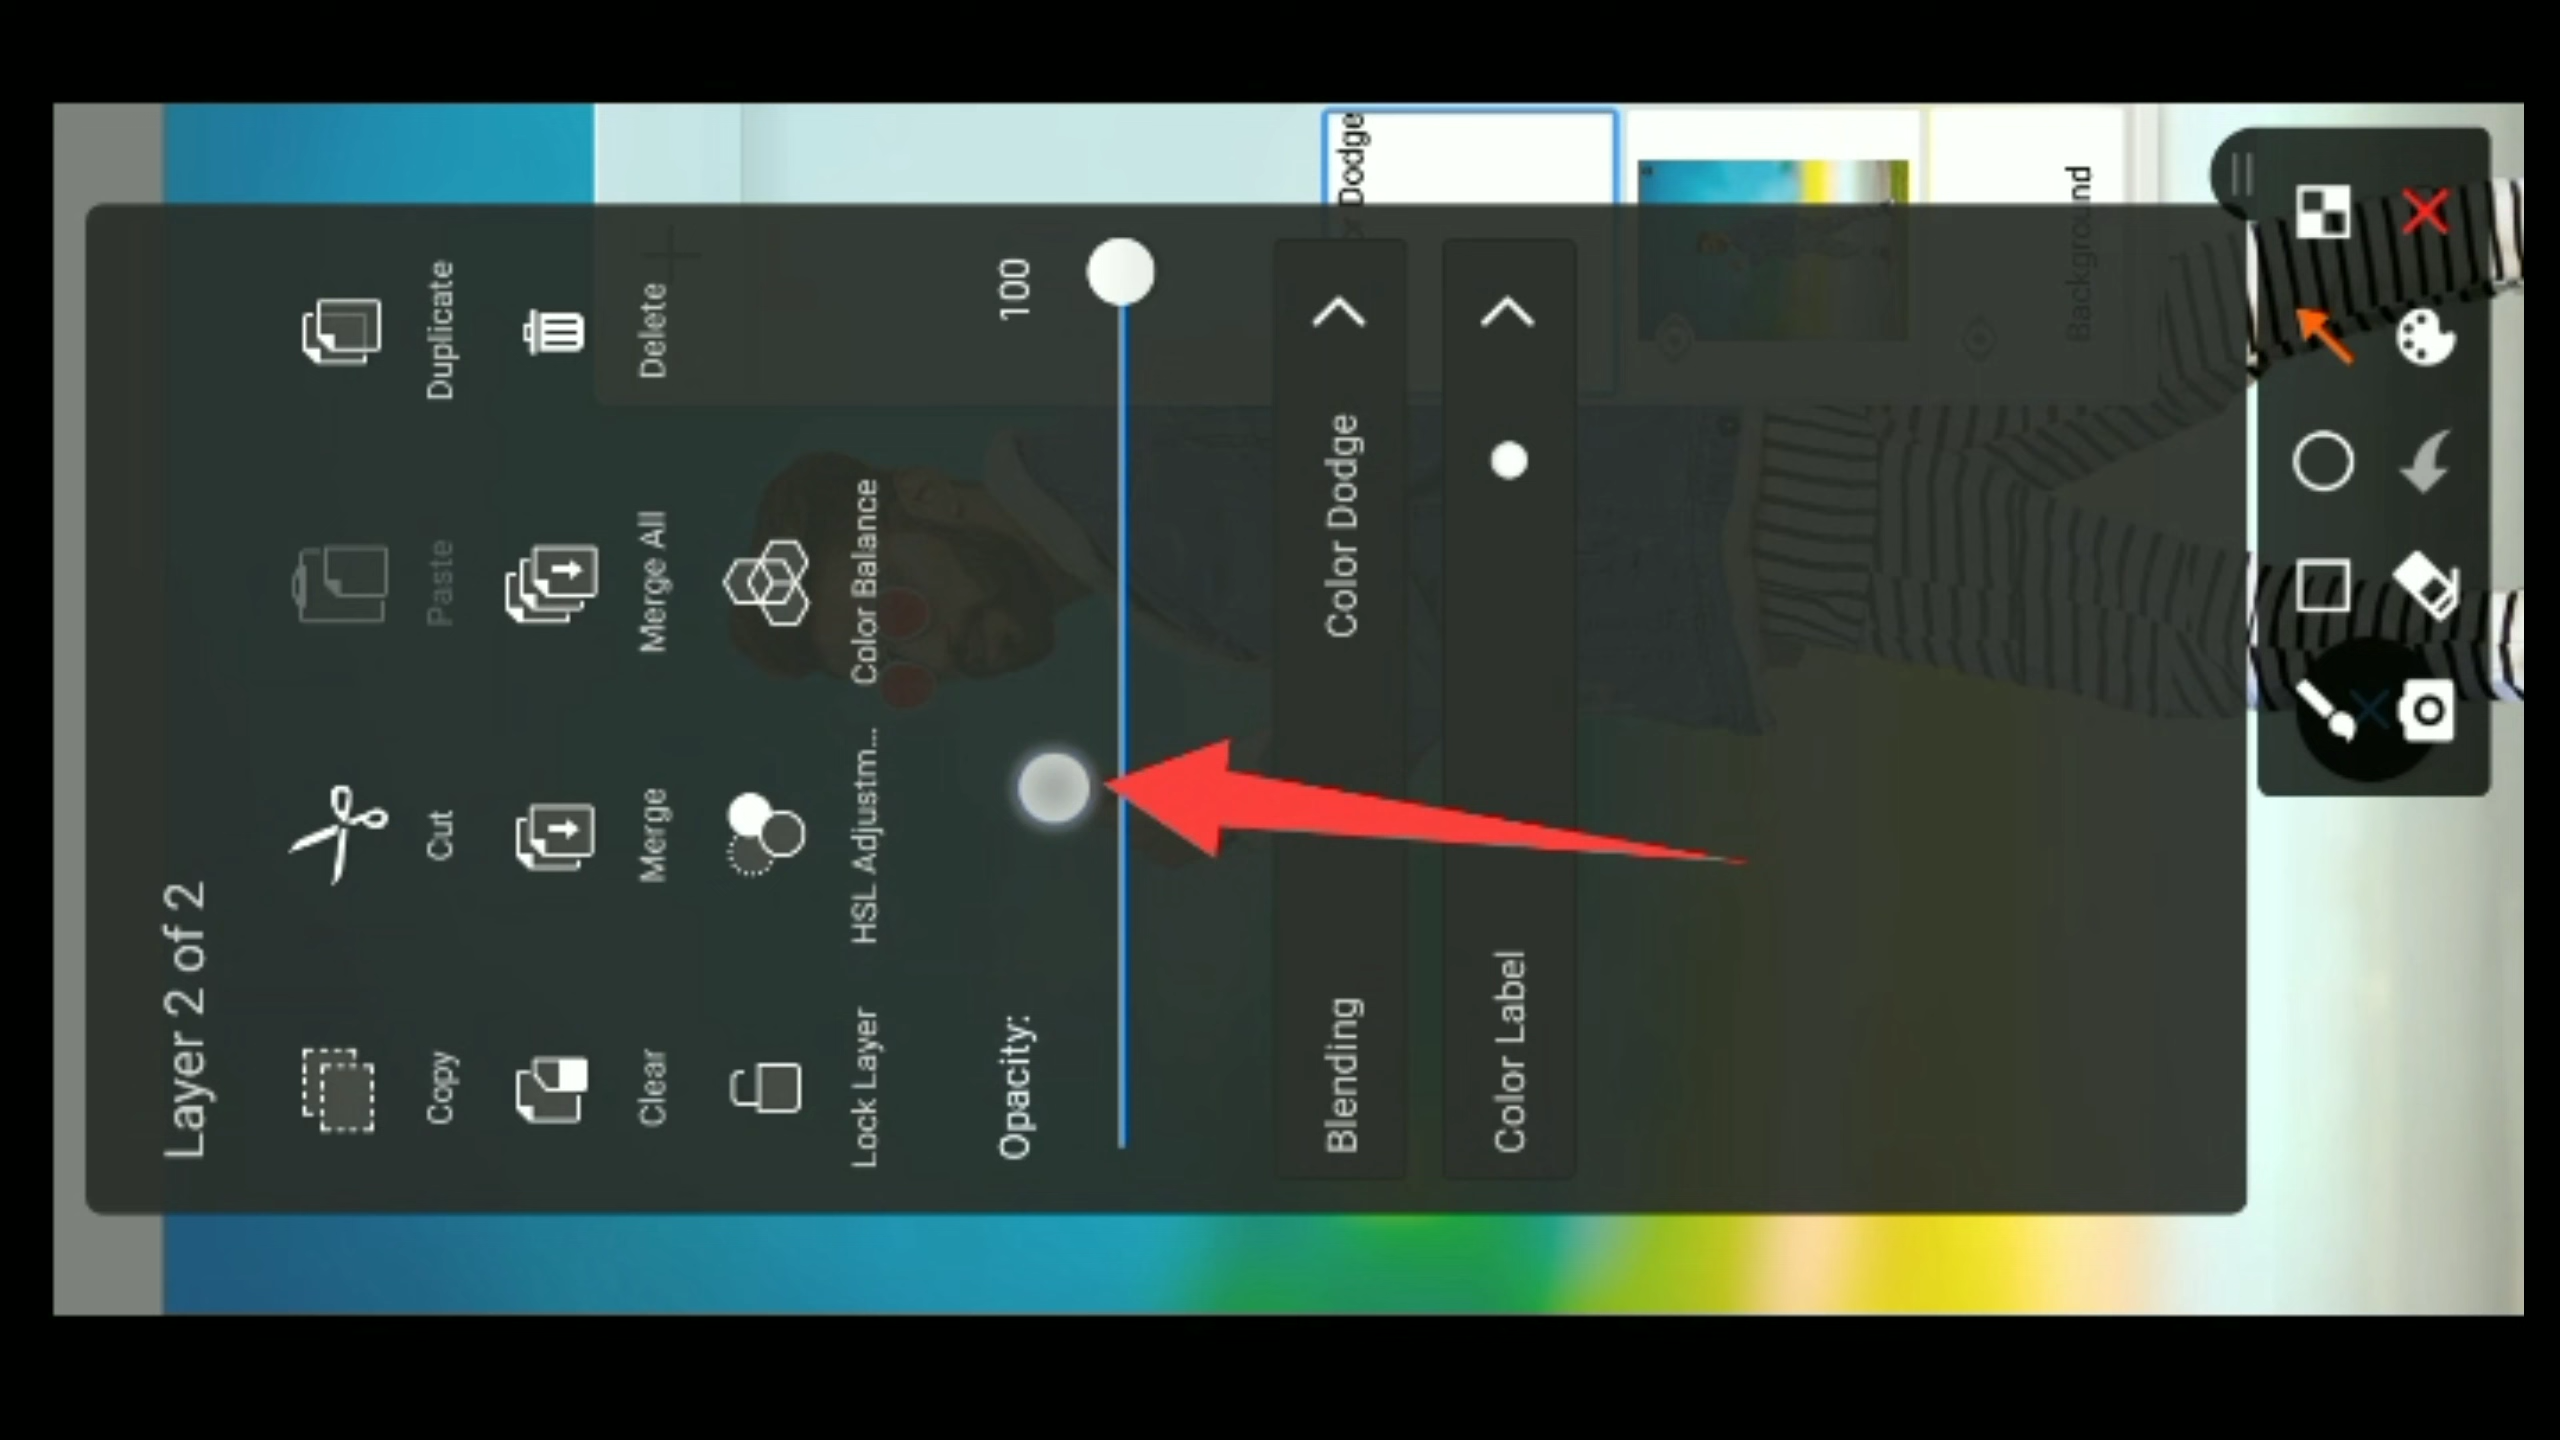 Layer 2 of 2
Copy
Cut
Paste
Duplicate
Clear
Merge
Merge All
Delete
Lock Layer
HSL Adjustm...
Color Balance
Opacity:
100
Blending
Color Dodge
Color Label
or Dodge
Background